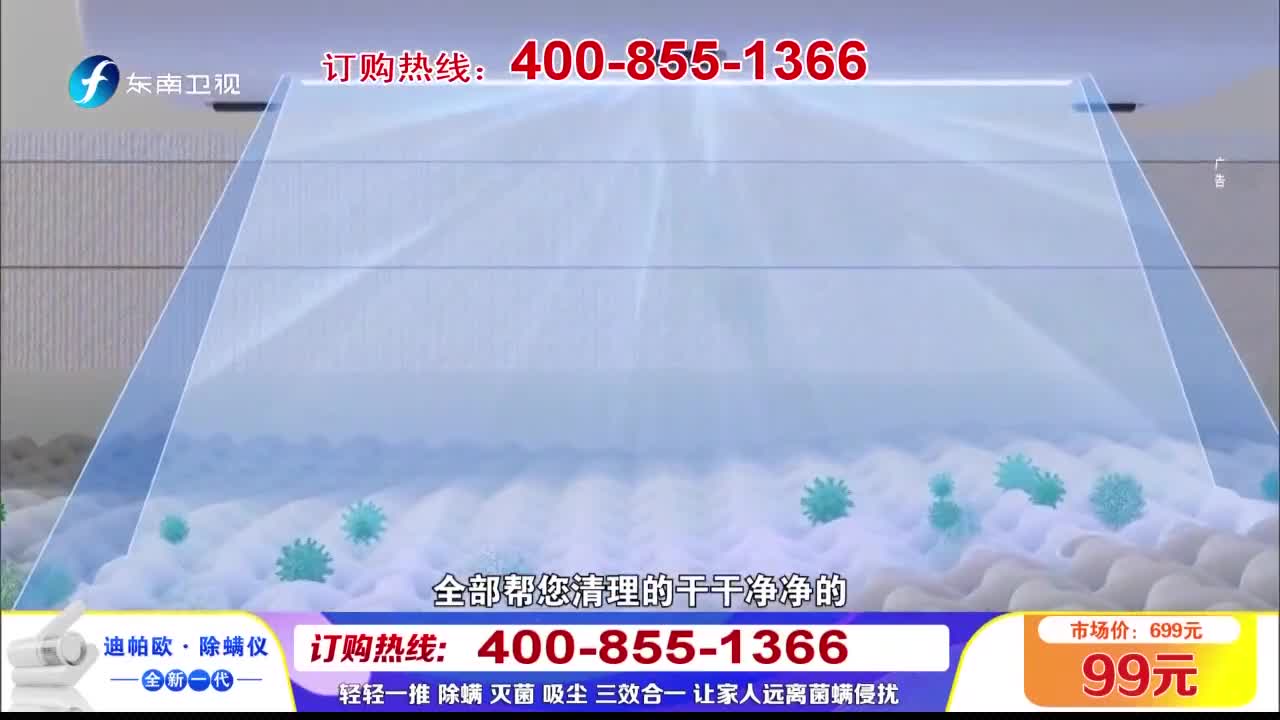 订购热线：400-855-1366
东南卫视
广告
全部帮您清理的干干净净的
迪帕欧·除螨仪
全新一代
订购热线: 400-855-1366
轻轻一推 除螨 灭菌 吸尘 三效合一 让家人远离菌螨侵扰
市场价：699元
99元